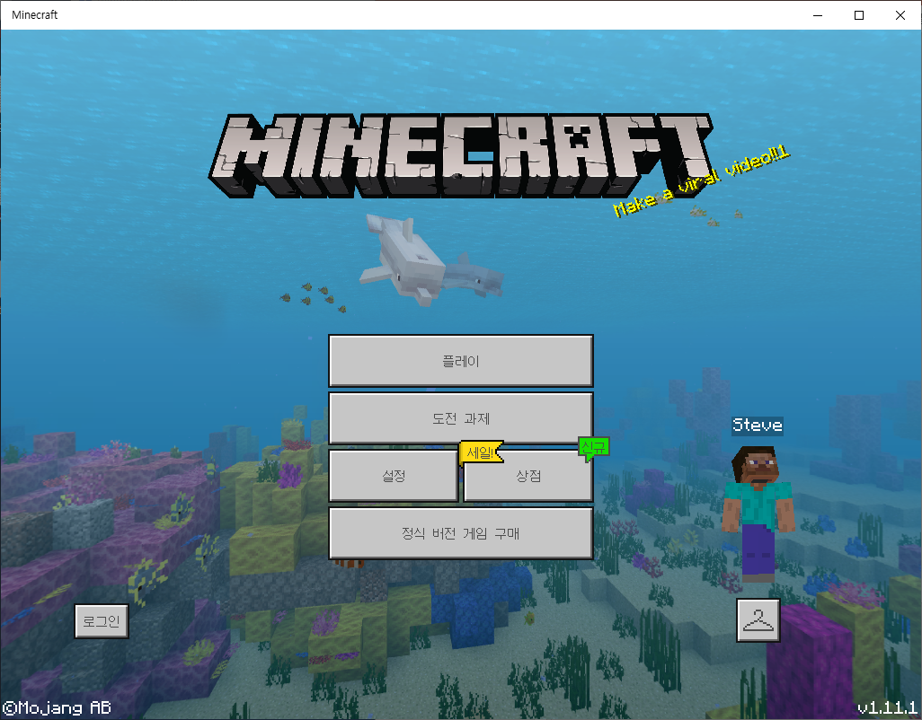 Minecraft
MINECRAFT
Make a viral video!!1
플레이
도전 과제
세일!
신규
설정
상점
정식 버전 게임 구매
Steve
로그인
©Mojang AB
v1.11.1